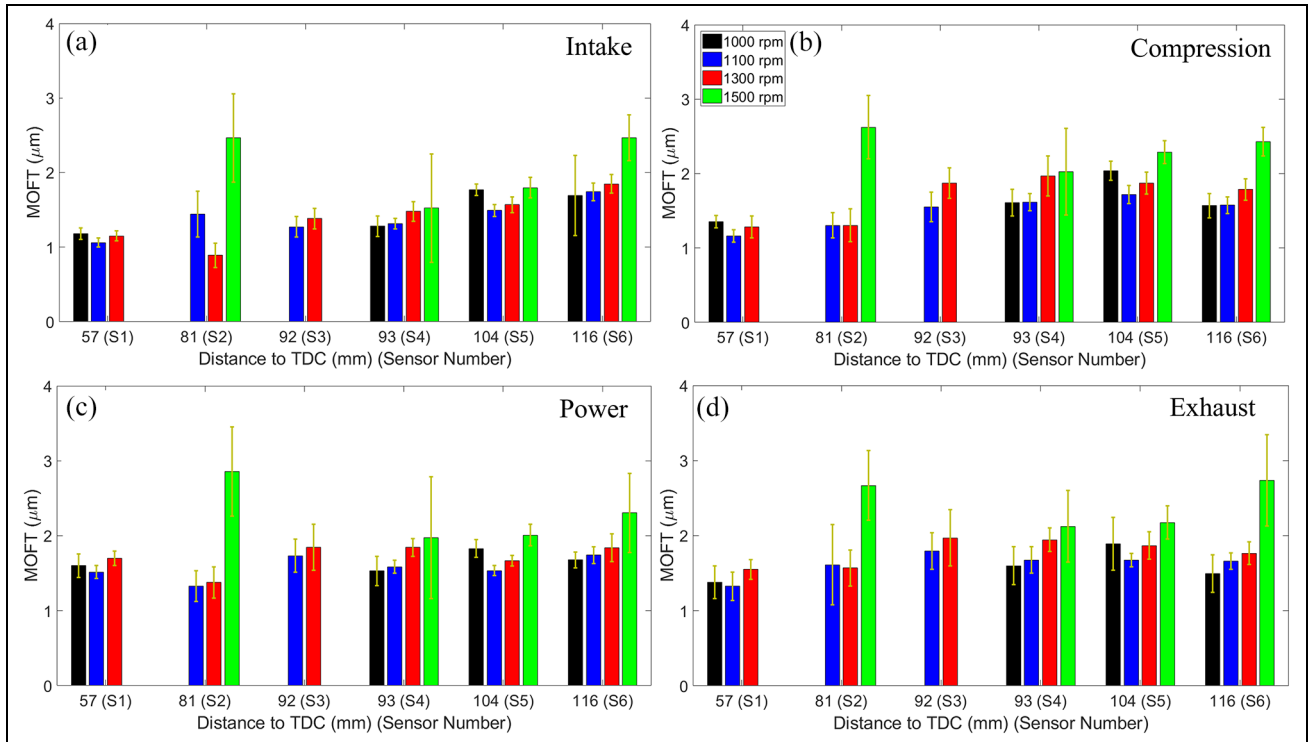 (a)
Intake
MOFT (μm)
4
3
2
1
0
57 (S1) 81 (S2) 92 (S3) 93 (S4) 104 (S5) 116 (S6)
Distance to TDC (mm) (Sensor Number)
1000 rpm
1100 rpm
1300 rpm
1500 rpm
(b)
Compression
MOFT (μm)
4
3
2
1
0
57 (S1) 81 (S2) 92 (S3) 93 (S4) 104 (S5) 116 (S6)
Distance to TDC (mm) (Sensor Number)
(c)
Power
MOFT (μm)
4
3
2
1
0
57 (S1) 81 (S2) 92 (S3) 93 (S4) 104 (S5) 116 (S6)
Distance to TDC (mm) (Sensor Number)
(d)
Exhaust
MOFT (μm)
4
3
2
1
0
57 (S1) 81 (S2) 92 (S3) 93 (S4) 104 (S5) 116 (S6)
Distance to TDC (mm) (Sensor Number)